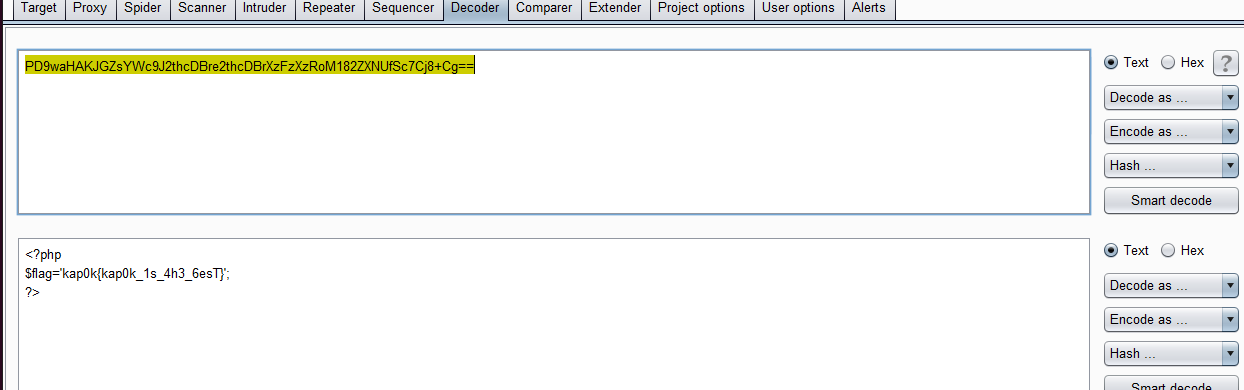 Target Proxy Spider Scanner Intruder Repeater Sequencer Decoder Comparer Extender Project options User options Alerts
PD9waHAKJGZsYWc9J2thcDBre2thcDBrXzFzXzRoM182ZXNUfSc7Cj8+Cg==
Text Hex ?
Decode as ...
Encode as ...
Hash ...
Smart decode
<?php
$flag='kap0k{kap0k_1s_4h3_6esT}';
?>
Text Hex
Decode as ...
Encode as ...
Hash ...
Smart decode